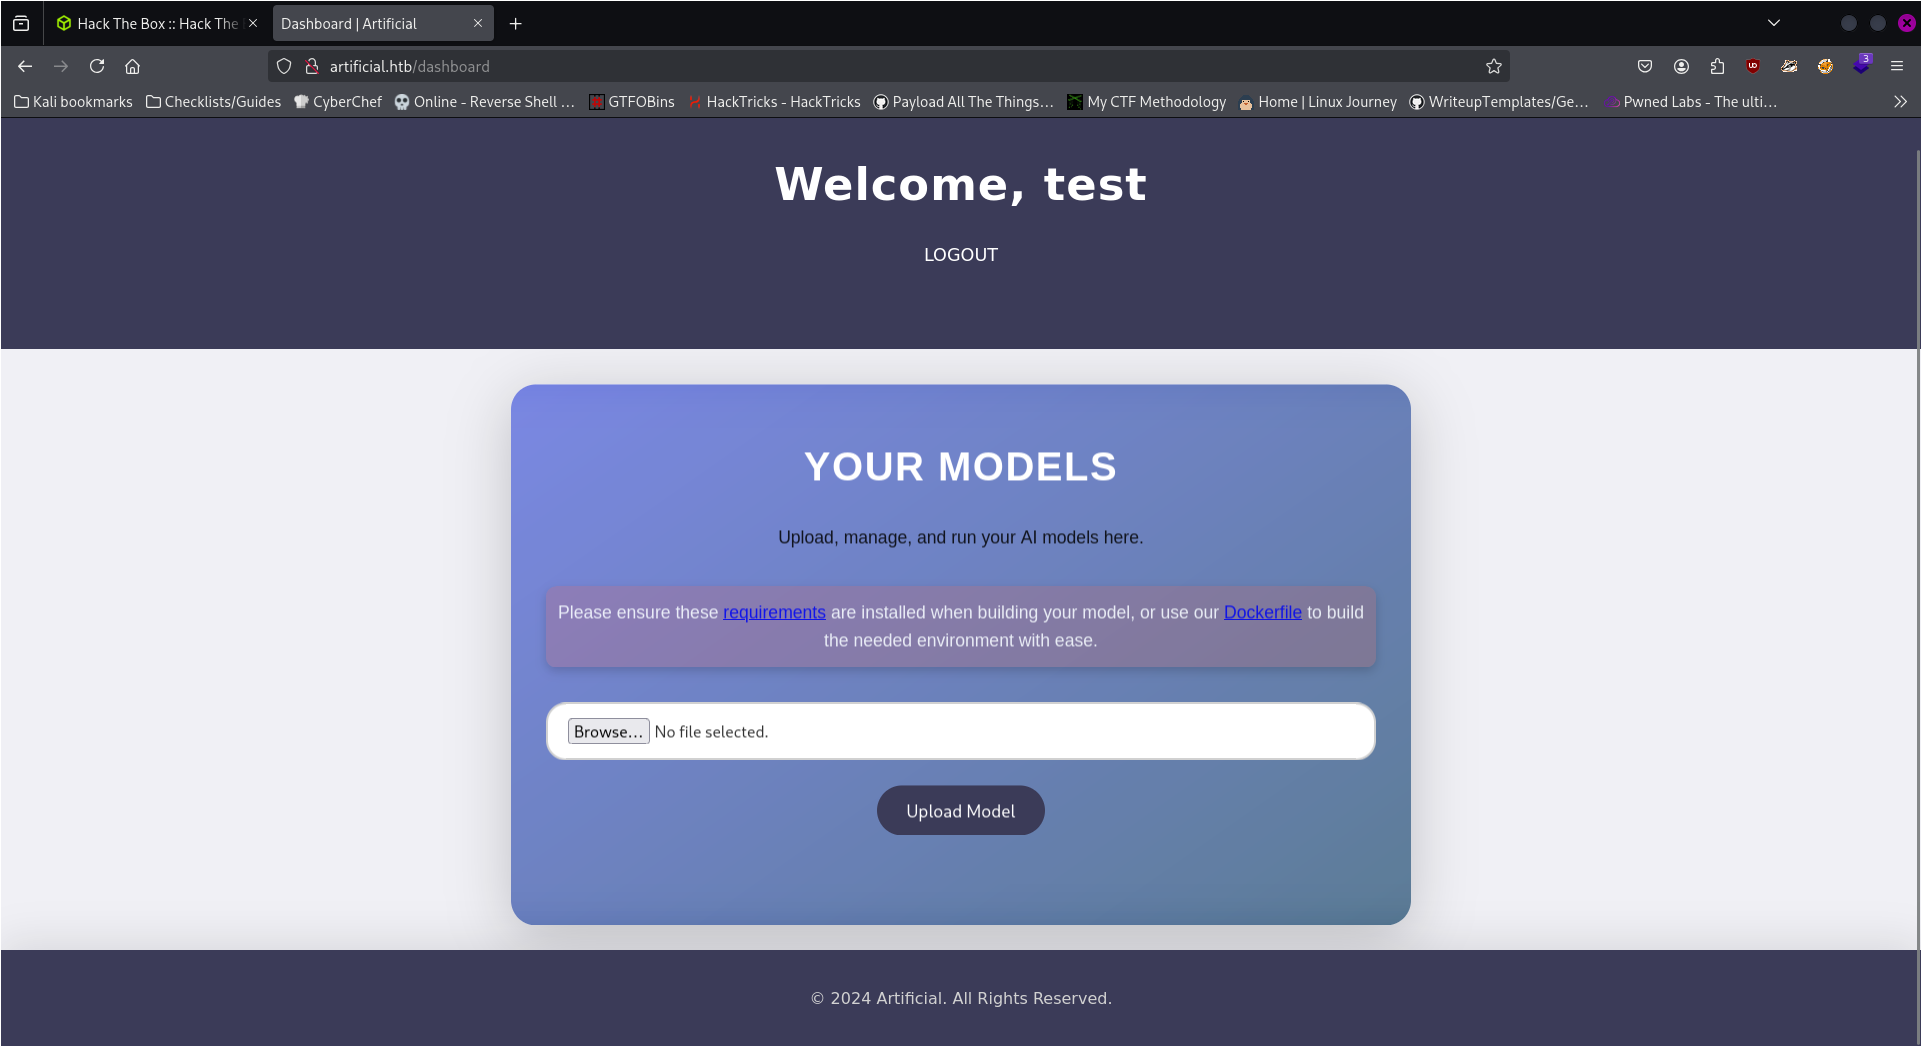 Hack The Box :: Hack The
Dashboard | Artificial
artificial.htb/dashboard
3
Kali bookmarks
Checklists/Guides
CyberChef
Online - Reverse Shell …
GTFOBins
HackTricks - HackTricks
Payload All The Things…
My CTF Methodology
Home | Linux Journey
WriteupTemplates/Ge…
Pwned Labs - The ulti…
Welcome, test
LOGOUT
YOUR MODELS
Upload, manage, and run your AI models here.
Please ensure these requirements are installed when building your model, or use our Dockerfile to build
the needed environment with ease.
Browse…
No file selected.
Upload Model
© 2024 Artificial. All Rights Reserved.